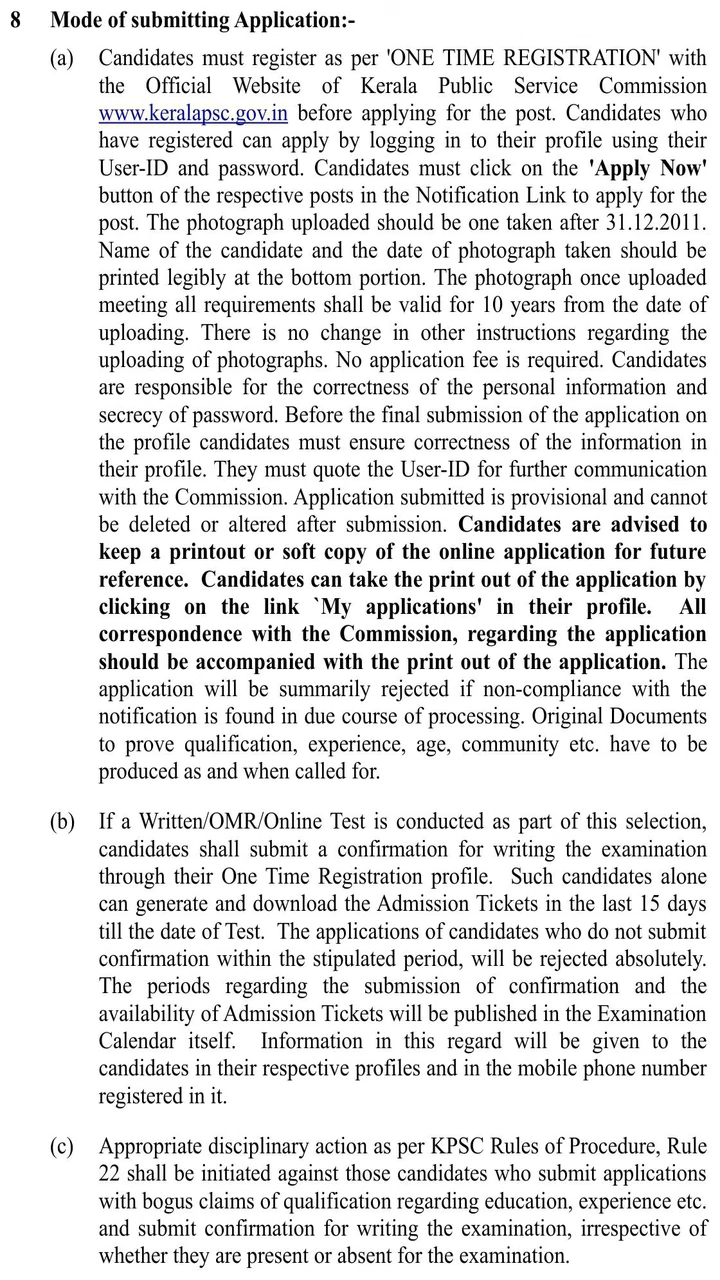 8 Mode of submitting Application:-
(a) Candidates must register as per 'ONE TIME REGISTRATION' with
the Official Website of Kerala Public Service Commission
www.keralapsc.gov.in before applying for the post. Candidates who
have registered can apply by logging in to their profile using their
User-ID and password. Candidates must click on the 'Apply Now'
button of the respective posts in the Notification Link to apply for the
post. The photograph uploaded should be one taken after 31.12.2011.
Name of the candidate and the date of photograph taken should be
printed legibly at the bottom portion. The photograph once uploaded
meeting all requirements shall be valid for 10 years from the date of
uploading. There is no change in other instructions regarding the
uploading of photographs. No application fee is required. Candidates
are responsible for the correctness of the personal information and
secrecy of password. Before the final submission of the application on
the profile candidates must ensure correctness of the information in
their profile. They must quote the User-ID for further communication
with the Commission. Application submitted is provisional and cannot
be deleted or altered after submission. Candidates are advised to
keep a printout or soft copy of the online application for future
reference. Candidates can take the print out of the application by
clicking on the link `My applications' in their profile. All
correspondence with the Commission, regarding the application
should be accompanied with the print out of the application. The
application will be summarily rejected if non-compliance with the
notification is found in due course of processing. Original Documents
to prove qualification, experience, age, community etc. have to be
produced as and when called for.
(b) If a Written/OMR/Online Test is conducted as part of this selection,
candidates shall submit a confirmation for writing the examination
through their One Time Registration profile. Such candidates alone
can generate and download the Admission Tickets in the last 15 days
till the date of Test. The applications of candidates who do not submit
confirmation within the stipulated period, will be rejected absolutely.
The periods regarding the submission of confirmation and the
availability of Admission Tickets will be published in the Examination
Calendar itself. Information in this regard will be given to the
candidates in their respective profiles and in the mobile phone number
registered in it.
(c) Appropriate disciplinary action as per KPSC Rules of Procedure, Rule
22 shall be initiated against those candidates who submit applications
with bogus claims of qualification regarding education, experience etc.
and submit confirmation for writing the examination, irrespective of
whether they are present or absent for the examination.